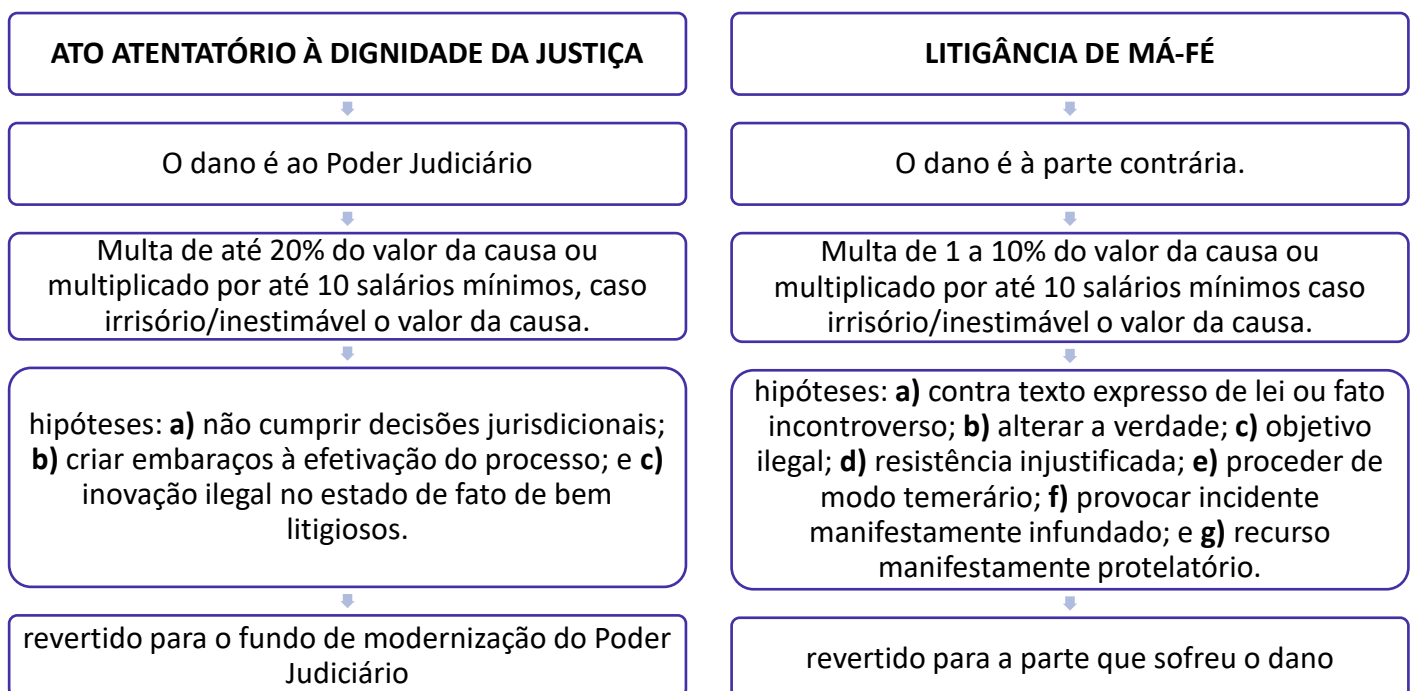 ATO ATENTATÓRIO À DIGNIDADE DA JUSTIÇA
O dano é ao Poder Judiciário
Multa de até 20% do valor da causa ou
multiplicado por até 10 salários mínimos, caso
irrisório/inestimável o valor da causa.
hipóteses: a) não cumprir decisões jurisdicionais;
b) criar embaraços à efetivação do processo; e c)
inovação ilegal no estado de fato de bem
litigiosos.
revertido para o fundo de modernização do Poder
Judiciário
LITIGÂNCIA DE MÁ-FÉ
O dano é à parte contrária.
Multa de 1 a 10% do valor da causa ou
multiplicado por até 10 salários mínimos caso
irrisório/inestimável o valor da causa.
hipóteses: a) contra texto expresso de lei ou fato
incontroverso; b) alterar a verdade; c) objetivo
ilegal; d) resistência injustificada; e) proceder de
modo temerário; f) provocar incidente
manifestamente infundado; e g) recurso
manifestamente protelatório.
revertido para a parte que sofreu o dano